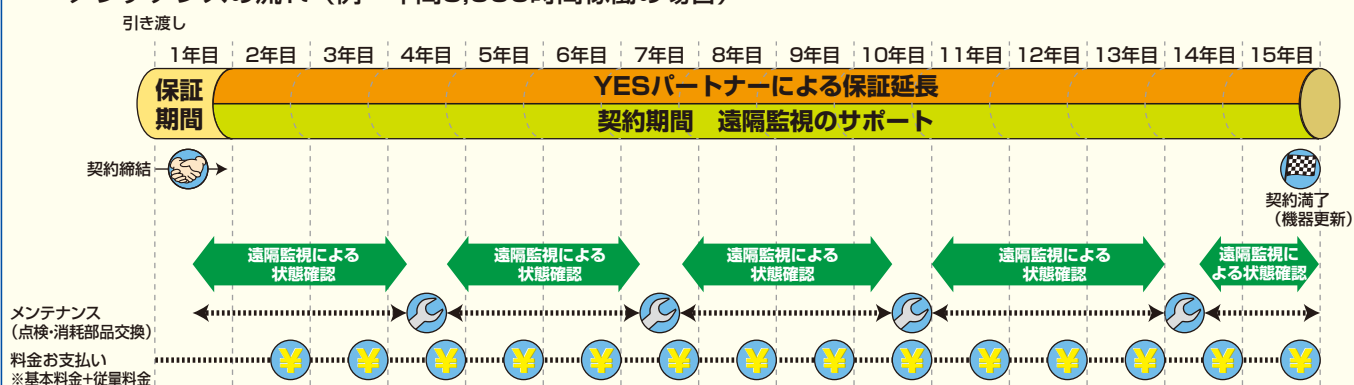 引き渡し
1年目 2年目 3年目 4年目 5年目 6年目 7年目 8年目 9年目 10年目 11年目 12年目 13年目 14年目 15年目
保証
期間
YESパートナーによる保証延長
契約期間 遠隔監視のサポート
契約締結
契約満了
（機器更新）
遠隔監視による
状態確認
遠隔監視による
状態確認
遠隔監視による
状態確認
遠隔監視による
状態確認
遠隔監視に
よる状態確認
メンテナンス
（点検・消耗部品交換）
料金お支払い
¥ ¥ ¥ ¥ ¥ ¥ ¥ ¥ ¥ ¥ ¥ ¥ ¥ ¥
※基本料金+従量料金